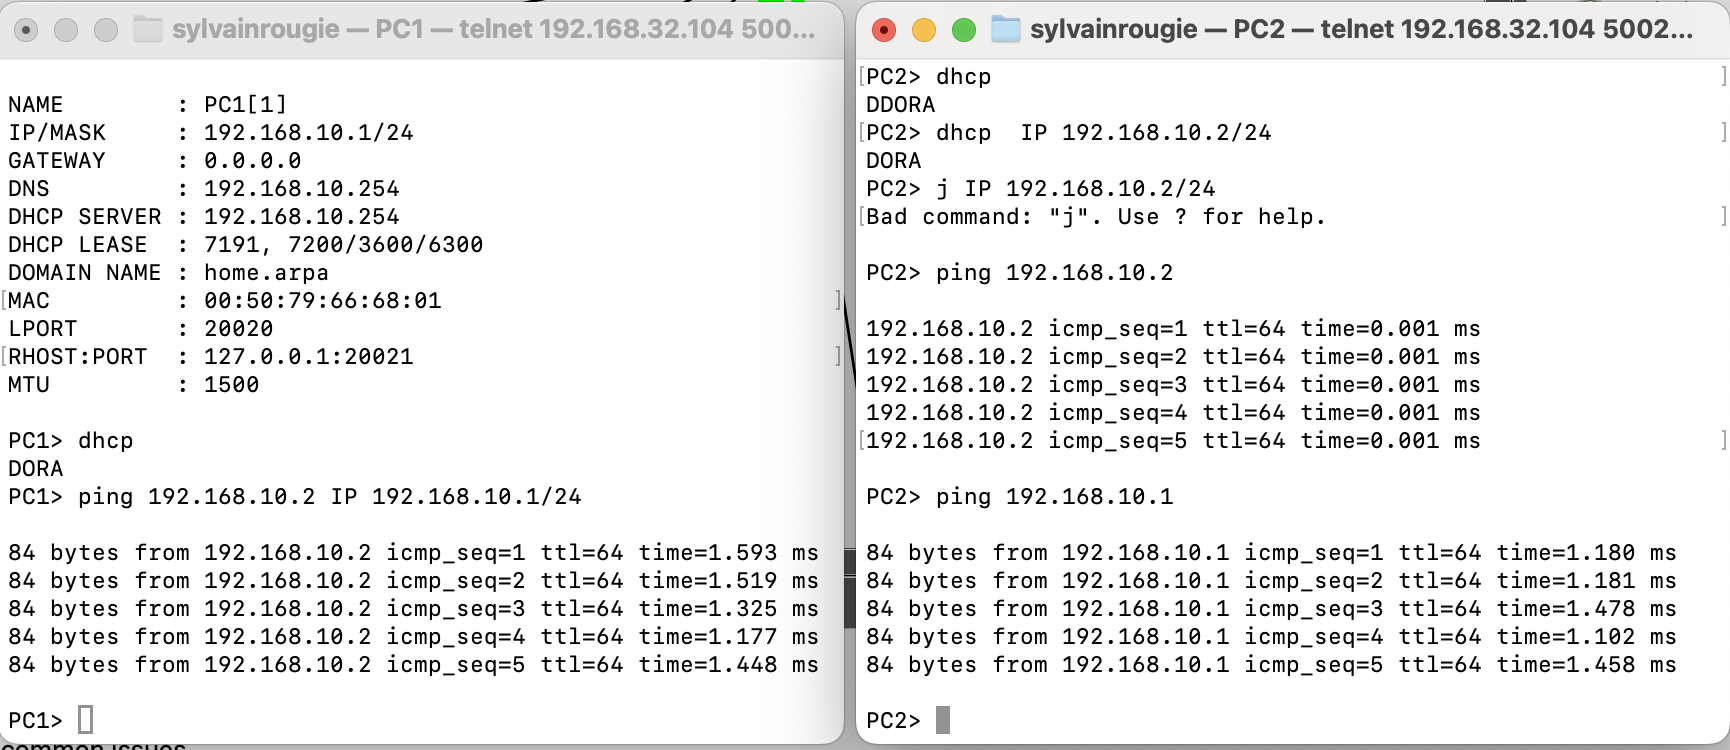 sylvainrougie — PC1 — telnet 192.168.32.104 500...
NAME : PC1[1]
IP/MASK : 192.168.10.1/24
GATEWAY : 0.0.0.0
DNS : 192.168.10.254
DHCP SERVER : 192.168.10.254
DHCP LEASE : 7191, 7200/3600/6300
DOMAIN NAME : home.arpa
[MAC : 00:50:79:66:68:01 ]
LPORT : 20020
[RHOST:PORT : 127.0.0.1:20021 ]
MTU : 1500
PC1> dhcp
DORA
PC1> ping 192.168.10.2 IP 192.168.10.1/24
84 bytes from 192.168.10.2 icmp_seq=1 ttl=64 time=1.593 ms
84 bytes from 192.168.10.2 icmp_seq=2 ttl=64 time=1.519 ms
84 bytes from 192.168.10.2 icmp_seq=3 ttl=64 time=1.325 ms
84 bytes from 192.168.10.2 icmp_seq=4 ttl=64 time=1.177 ms
84 bytes from 192.168.10.2 icmp_seq=5 ttl=64 time=1.448 ms
PC1>
common issues
sylvainrougie — PC2 — telnet 192.168.32.104 5002...
[PC2> dhcp ]
DDORA
[PC2> dhcp  IP 192.168.10.2/24 ]
DORA
PC2> j IP 192.168.10.2/24
[Bad command: "j". Use ? for help. ]
PC2> ping 192.168.10.2
192.168.10.2 icmp_seq=1 ttl=64 time=0.001 ms
192.168.10.2 icmp_seq=2 ttl=64 time=0.001 ms
192.168.10.2 icmp_seq=3 ttl=64 time=0.001 ms
192.168.10.2 icmp_seq=4 ttl=64 time=0.001 ms
[192.168.10.2 icmp_seq=5 ttl=64 time=0.001 ms ]
PC2> ping 192.168.10.1
84 bytes from 192.168.10.1 icmp_seq=1 ttl=64 time=1.180 ms
84 bytes from 192.168.10.1 icmp_seq=2 ttl=64 time=1.181 ms
84 bytes from 192.168.10.1 icmp_seq=3 ttl=64 time=1.478 ms
84 bytes from 192.168.10.1 icmp_seq=4 ttl=64 time=1.102 ms
84 bytes from 192.168.10.1 icmp_seq=5 ttl=64 time=1.458 ms
PC2>